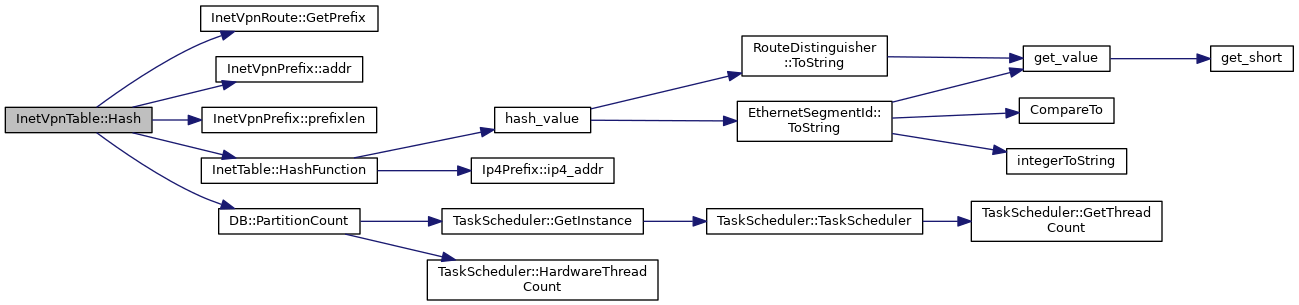 InetVpnTable::Hash
InetVpnRoute::GetPrefix
InetVpnPrefix::addr
InetVpnPrefix::prefixlen
InetTable::HashFunction
DB::PartitionCount
hash_value
Ip4Prefix::ip4_addr
TaskScheduler::GetInstance
TaskScheduler::HardwareThread
Count
RouteDistinguisher
::ToString
EthernetSegmentId::
ToString
TaskScheduler::TaskScheduler
get_value
CompareTo
integerToString
TaskScheduler::GetThread
Count
get_short